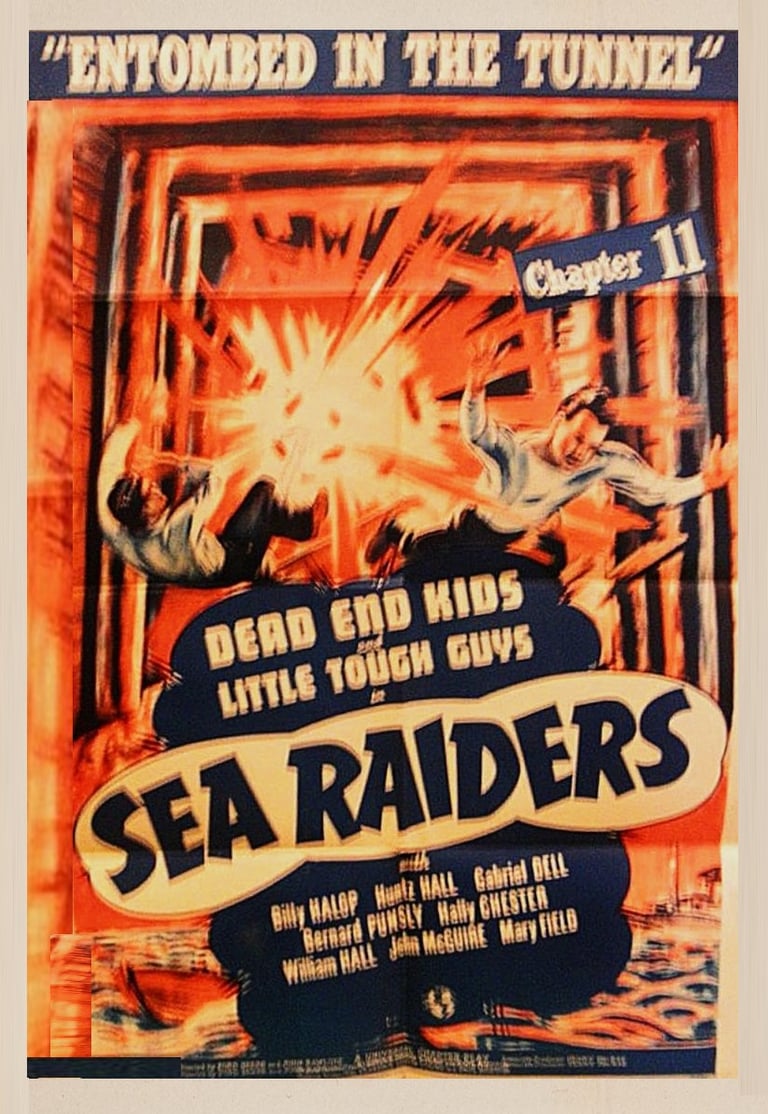 "ENTOMBED IN THE TUNNEL"
Chapter 11
DEAD END KIDS
and
LITTLE TOUGH GUYS
in
SEA RAIDERS
with
Billy HALOP Huntz HALL Gabriel DELL
Bernard PUNSLY Hally CHESTER
William HALL John McGUIRE Mary FIELD
A UNIVERSAL CHAPTER PLAY